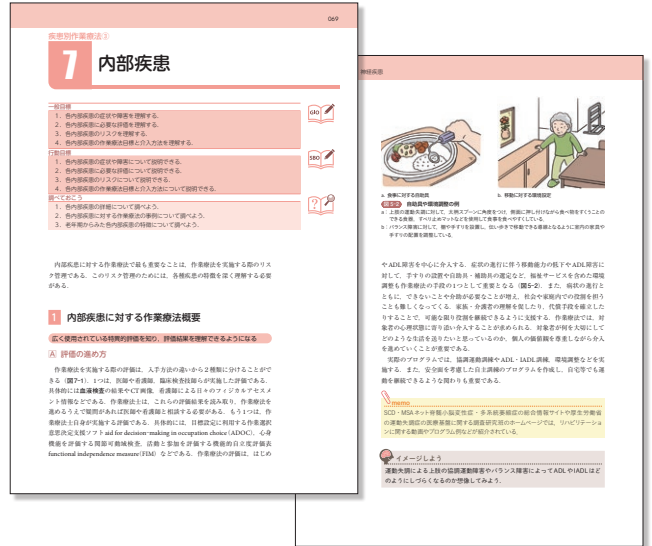 069
疾患別作業療法③
7 内部疾患
一般目標
1. 各内部疾患の症状や障害を理解する.
2. 各内部疾患に必要な評価を理解する.
3. 各内部疾患のリスクを理解する.
4. 各内部疾患の作業療法目標と介入方法を理解する.
GIO
行動目標
1. 各内部疾患の症状や障害について説明できる.
2. 各内部疾患に必要な評価について説明できる.
3. 各内部疾患のリスクについて説明できる.
4. 各内部疾患の作業療法目標と介入方法について説明できる.
SBO
調べておこう
1. 各内部疾患の詳細について調べよう.
2. 各内部疾患に対する作業療法の事例について調べよう.
3. 老年期からみた各内部疾患の特徴について調べよう.
?
内部疾患に対する作業療法で最も重要なことは，作業療法を実施する際のリス
ク管理である．このリスク管理のためには，各種疾患の特徴を深く理解する必要
がある．
1 内部疾患に対する作業療法概要
広く使用されている特異的評価を知り，評価結果を理解できるようになる
A 評価の進め方
作業療法を実施する際の評価は，入手方法の違いから2種類に分けることがで
きる（図7-1）．1つは，医師や看護師，臨床検査技師らが実施した評価である．
具体的には血液検査の結果やCT画像，看護師による日々のフィジカルアセスメ
ント情報などである．作業療法士は，これらの評価結果を読み取り，作業療法を
進めるうえで疑問があれば医師や看護師と相談する必要がある．もう1つは，作
業療法士自身が実施する評価である．具体的には，目標設定に利用する作業選択
意思決定支援ソフト aid for decision-making in occupation choice（ADOC），心身
機能を評価する関節可動域検査，活動と参加を評価する機能的自立度評価表
functional independence measure（FIM）などである．作業療法の評価は，はじめ
神経疾患
a. 食事に対する自助具
b. 移動に対する環境設定
図5-2 自助具や環境調整の例
a：上肢の運動失調に対して，太柄スプーンに角度をつけ，側面に押し付けながら食べ物をすくうことの
できる食器，すべり止めマットなどを使用して食事を食べやすくしている．
b：バランス障害に対して，棚や手すりを設置し，伝い歩きで移動できる導線となるように室内の家具や
手すりの配置を調整している．
やADL障害を中心に介入する．症状の進行に伴う移動能力の低下やADL障害に
対して，手すりの設置や自助具・補助具の選定など，福祉サービスを含めた環境
調整も作業療法の手段の1つとして重要となる（図5-2）．また，病状の進行と
ともに，できないことや介助が必要なことが増え，社会や家庭内での役割を担う
ことも難しくなってくる．家族・介護者の理解を促したり，代償手段を確立した
りすることで，可能な限り役割を継続できるように支援する．作業療法では，対
象者の心理状態に寄り添い介入することが求められる．対象者が何を大切にして
どのような生活を送りたいと思っているのか，個人の価値観を尊重しながら介入
を進めていくことが重要である．
実際のプログラムでは，協調運動訓練やADL・IADL訓練，環境調整などを実
施する．また，安全面を考慮した自主訓練のプログラムを作成し，自宅等でも運
動を継続できるような関わりも重要である．
memo
SCD・MSAネット脊髄小脳変性症・多系統萎縮症の総合情報サイトや厚生労働省
の運動失調症の医療基盤に関する調査研究班のホームページでは，リハビリテーショ
ンに関する動画やプログラム例などが紹介されている．
イメージしよう
運動失調による上肢の協調運動障害やバランス障害によってADLやIADLはど
のようにしづらくなるのか想像してみよう．